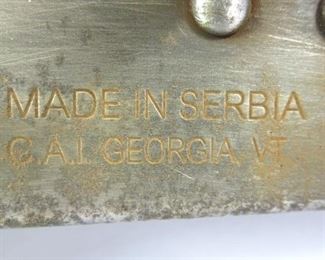 MADE IN SERBIA
C.A.I. GEORGIA, VT.